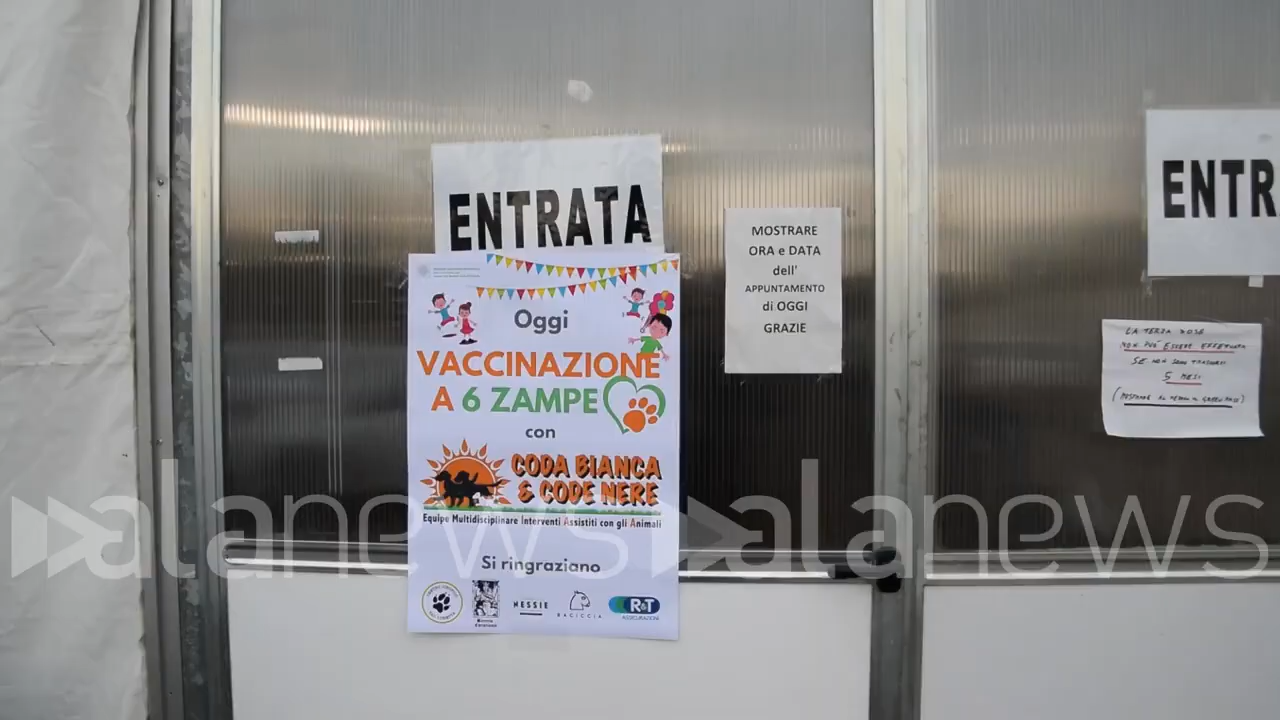 ENTRATA
Oggi
VACCINAZIONE
A 6 ZAMPE
con
CODA BIANCA
& CODE NERE
Equipe Multidisciplinare Interventi Assistiti con gli Animali
Si ringraziano
NESSIE
BACICCIA
R&T
ASSICURAZIONI
MOSTRARE
ORA e DATA
dell'
APPUNTAMENTO
di OGGI
GRAZIE
ENTR
LA TERZA DOSE
NON PUÒ ESSERE EFFETTUATA
SE NON SONO TRASCORSI
5 MESI
alanews
alanews